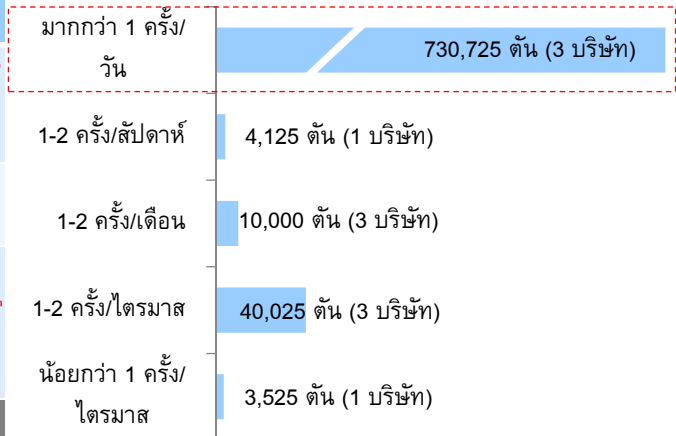 มากกว่า 1 ครั้ง/
วัน
730,725 ตัน (3 บริษัท)
1-2 ครั้ง/สัปดาห์
4,125 ตัน (1 บริษัท)
1-2 ครั้ง/เดือน
10,000 ตัน (3 บริษัท)
1-2 ครั้ง/ไตรมาส
40,025 ตัน (3 บริษัท)
น้อยกว่า 1 ครั้ง/
ไตรมาส
3,525 ตัน (1 บริษัท)